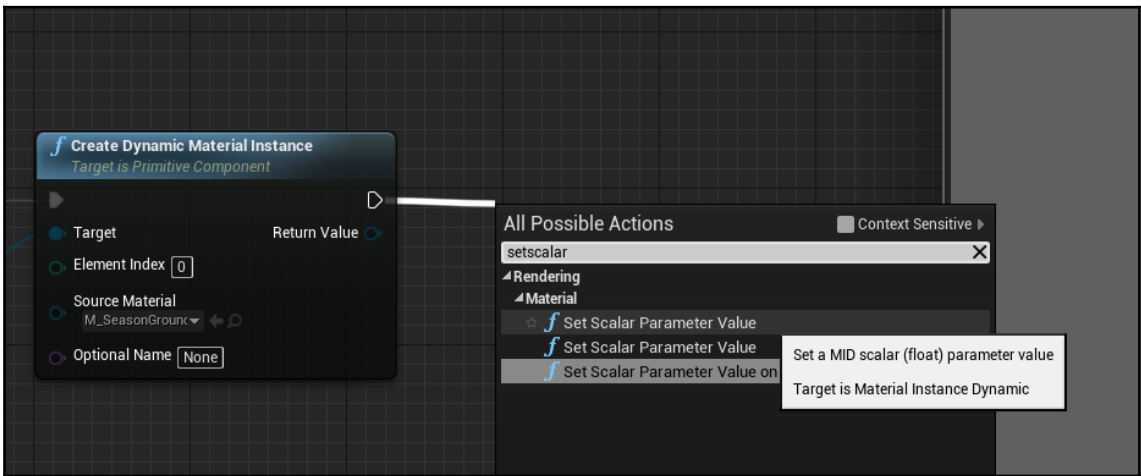 Create Dynamic Material Instance
Target is Primitive Component
Target
Return Value
Element Index 0
Source Material
M_SeasonGround
Optional Name None
All Possible Actions
Context Sensitive
setscalar
Rendering
Material
f Set Scalar Parameter Value
f Set Scalar Parameter Value
f Set Scalar Parameter Value on
Set a MID scalar (float) parameter value
Target is Material Instance Dynamic